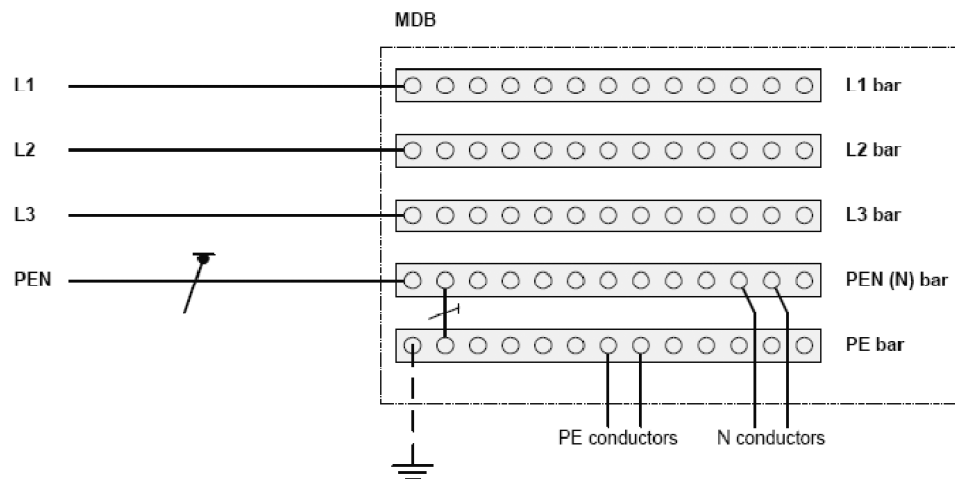 MDB
L1 L1 bar
L2 L2 bar
L3 L3 bar
PEN PEN (N) bar
PE bar
PE conductors N conductors